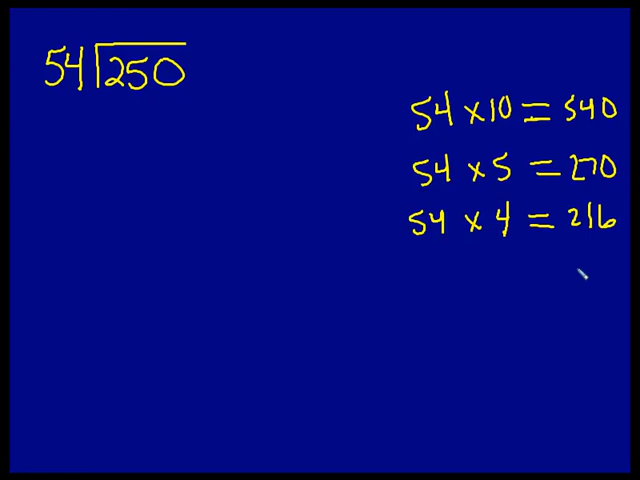 54 250
54 × 10 = 540
54 × 5 = 270
54 × 4 = 216